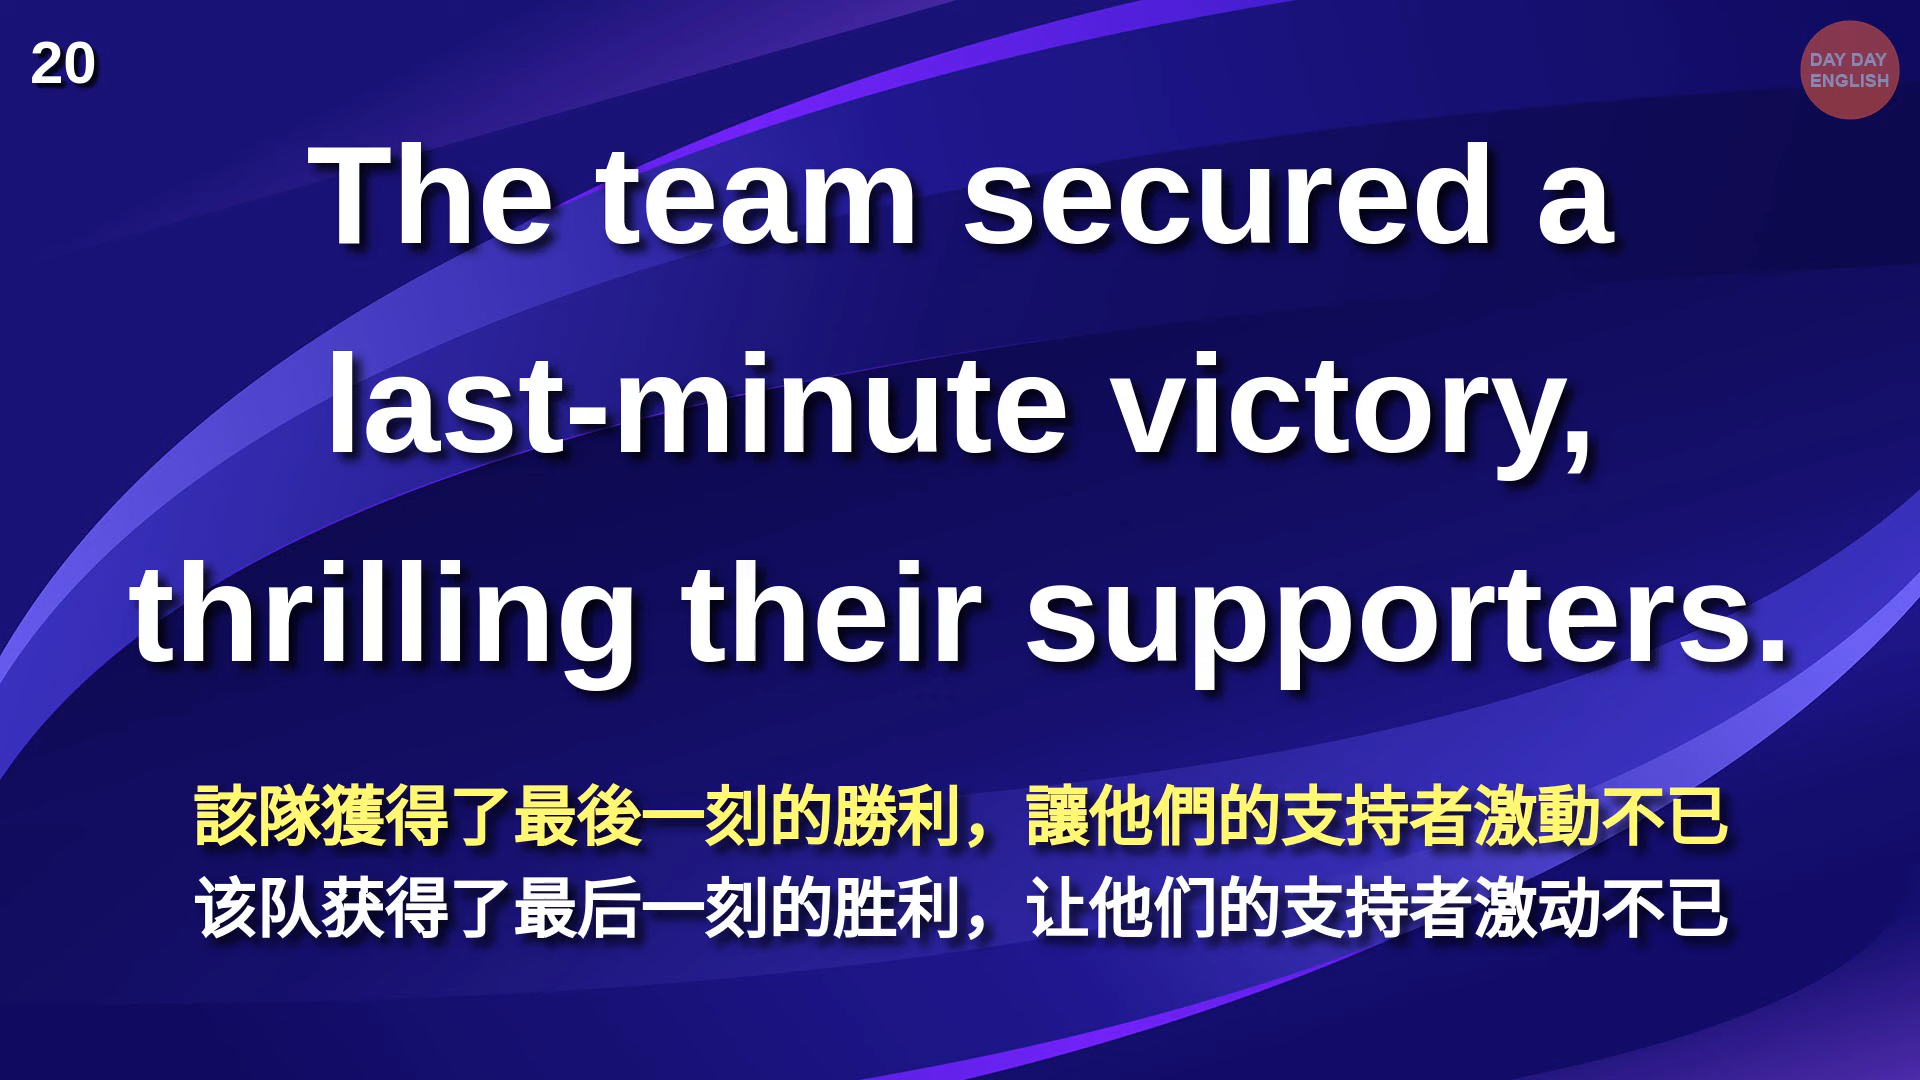 20
DAY DAY
ENGLISH
The team secured a
last-minute victory,
thrilling their supporters.
該隊獲得了最後一刻的勝利，讓他們的支持者激動不已
该队获得了最后一刻的胜利，让他们的支持者激动不已